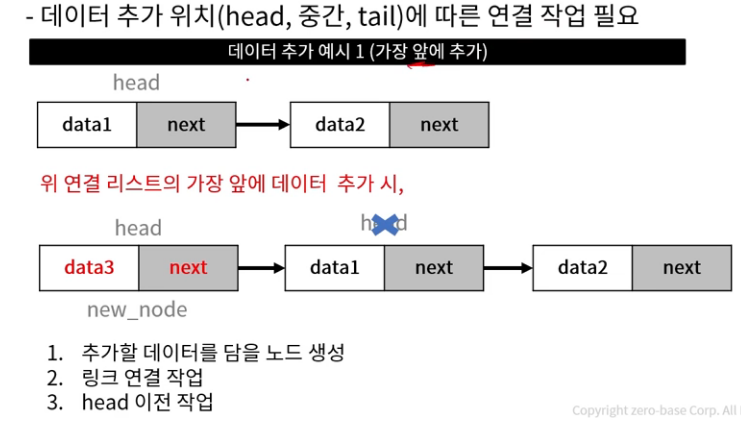 - 데이터 추가 위치(head, 중간, tail)에 따른 연결 작업 필요
데이터 추가 예시 1 (가장 앞에 추가)
head
data1 next data2 next
위 연결 리스트의 가장 앞에 데이터 추가 시,
head head
data3 next data1 next data2 next
new_node
1. 추가할 데이터를 담을 노드 생성
2. 링크 연결 작업
3. head 이전 작업
Copyright zero-base Corp. All